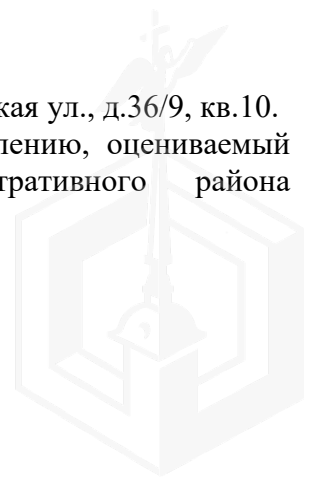 кая ул., д.36/9, кв.10.
лению, оцениваемый
тративного района